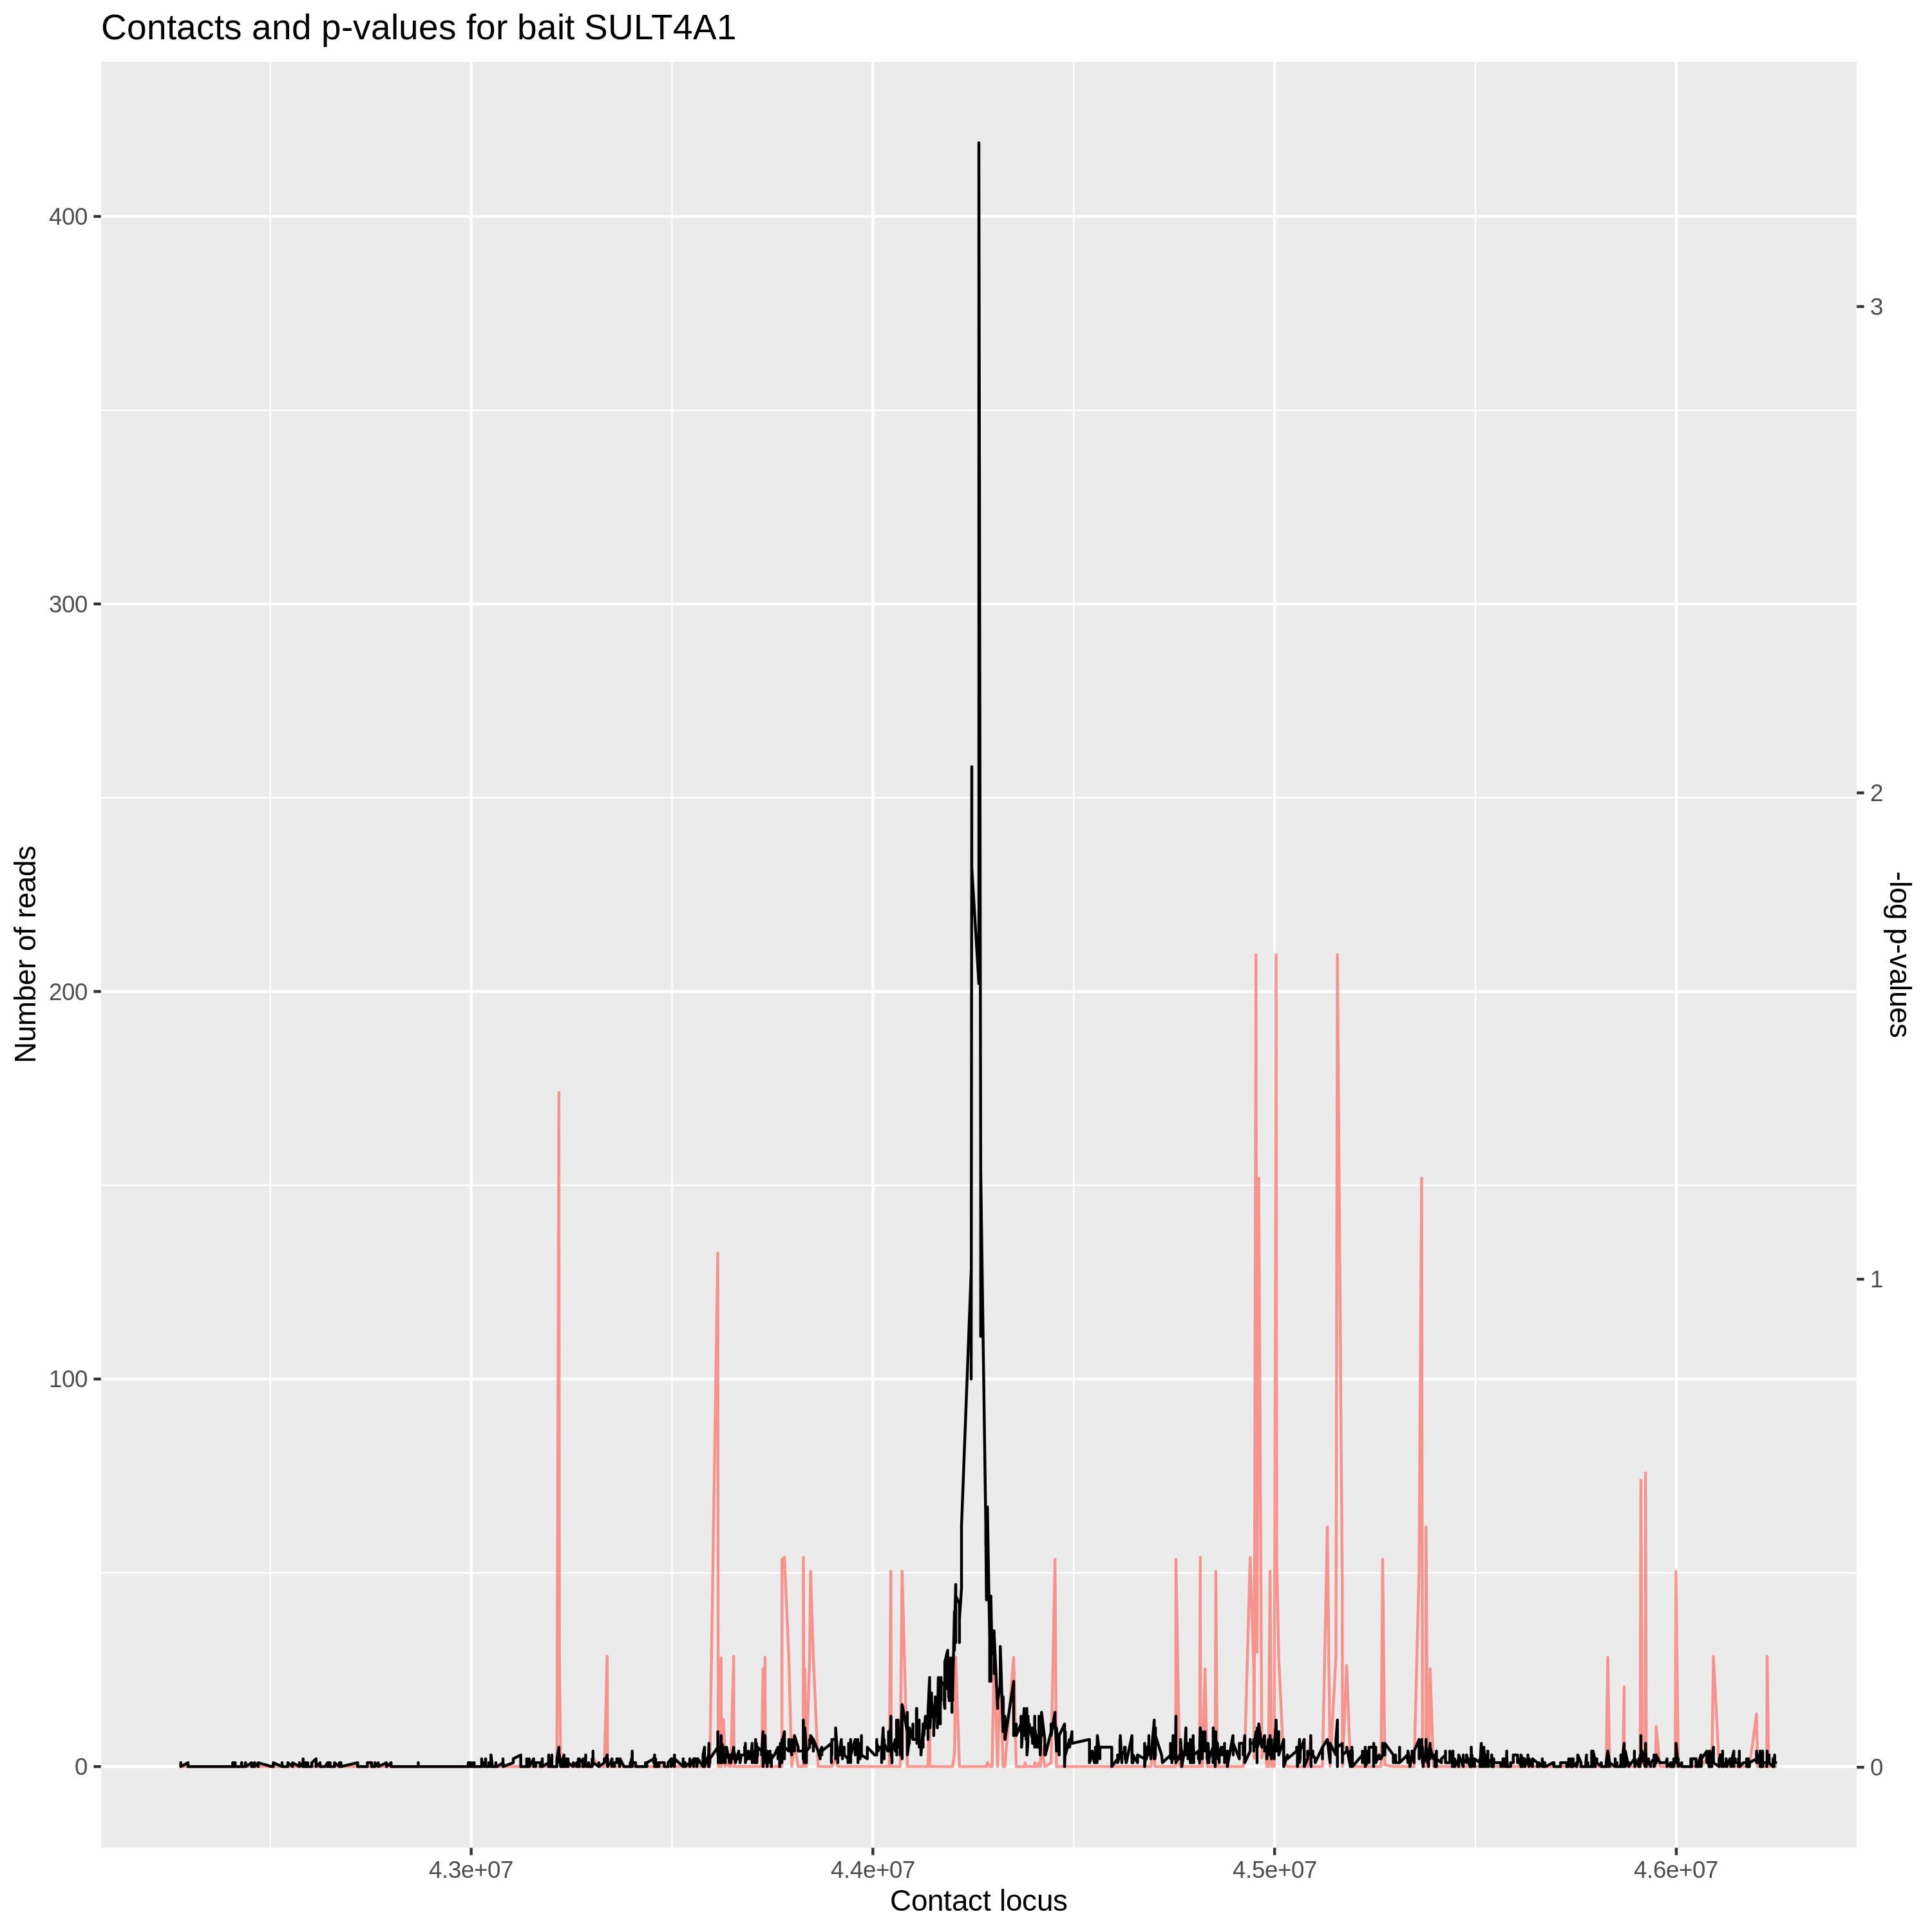 Contacts and p-values for bait SULT4A1
Number of reads
400
300
200
100
0
3
2
1
0
-log p-values
4.3e+07
4.4e+07
4.5e+07
4.6e+07
Contact locus